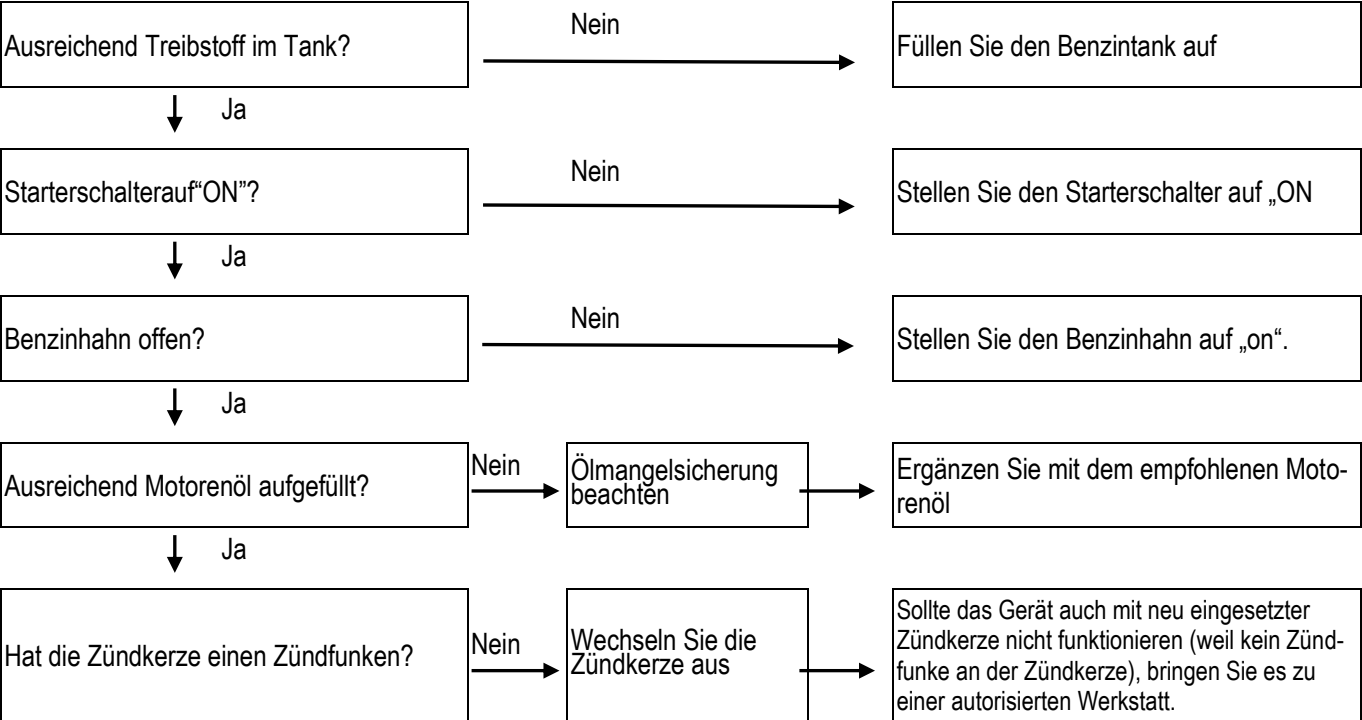 Ausreichend Treibstoff im Tank?
Nein
Füllen Sie den Benzintank auf
Ja
Starterschalterauf“ON”?
Nein
Stellen Sie den Starterschalter auf „ON
Ja
Benzinhahn offen?
Nein
Stellen Sie den Benzinhahn auf „on“.
Ja
Ausreichend Motorenöl aufgefüllt?
Nein
Ölmangelsicherung
beachten
Ergänzen Sie mit dem empfohlenen Moto-
renöl
Ja
Hat die Zündkerze einen Zündfunken?
Nein
Wechseln Sie die
Zündkerze aus
Sollte das Gerät auch mit neu eingesetzter
Zündkerze nicht funktionieren (weil kein Zünd-
funke an der Zündkerze), bringen Sie es zu
einer autorisierten Werkstatt.